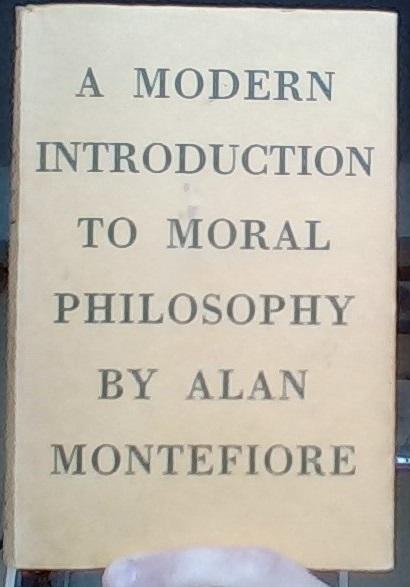 A MODERN
INTRODUCTION
TO MORAL
PHILOSOPHY
BY ALAN
MONTEFIORE